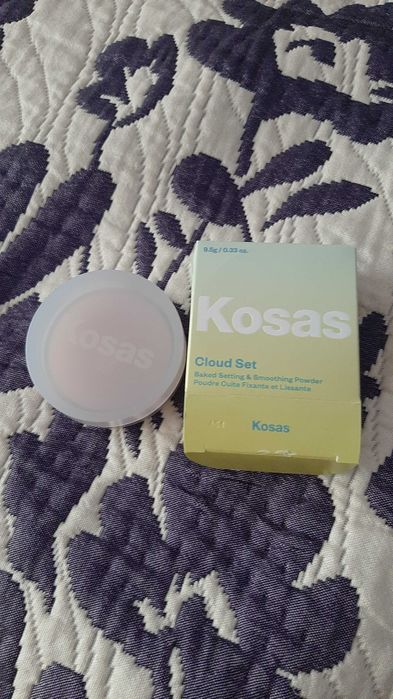 9.5g / 0.33 oz.
Kosas
Cloud Set
Baked Setting & Smoothing Powder
Poudre Cuite Fixante et Lissante
Kosas
Kosas